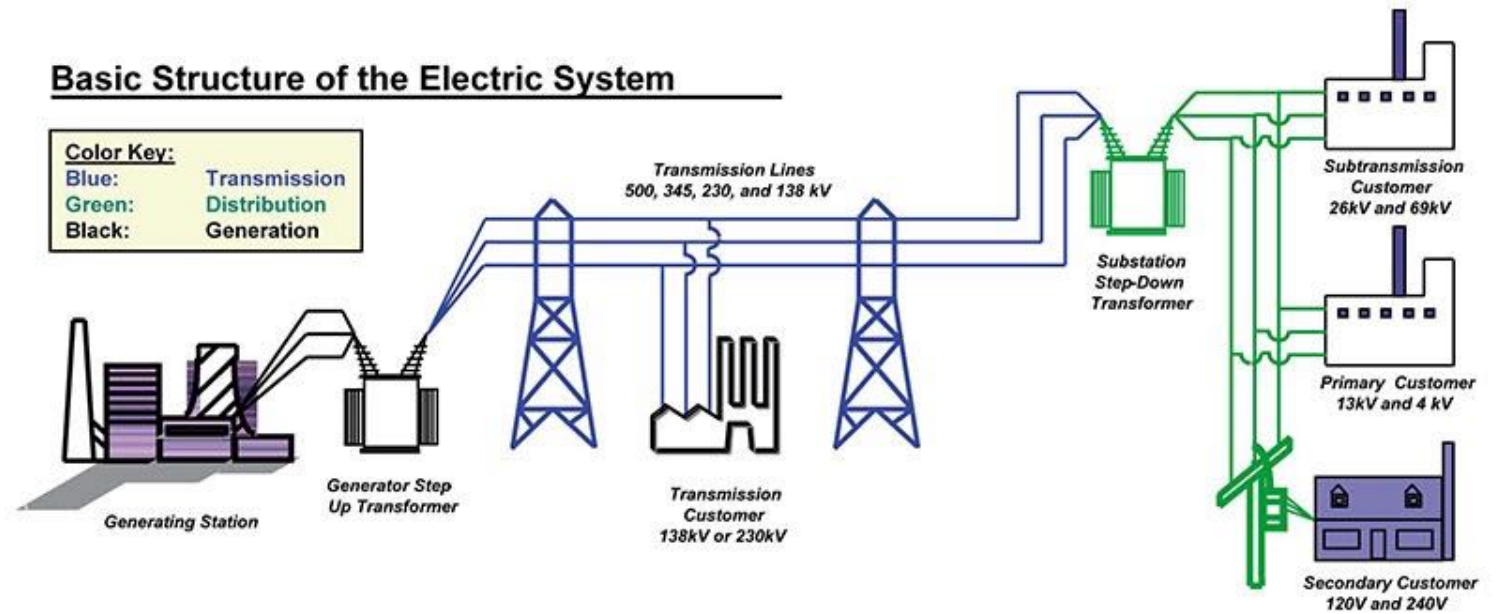 Basic Structure of the Electric System
Color Key:
Blue: Transmission
Green: Distribution
Black: Generation
Transmission Lines
500, 345, 230, and 138 kV
Generating Station
Generator Step
Up Transformer
Transmission
Customer
138kV or 230kV
Substation
Step-Down
Transformer
Subtransmission
Customer
26kV and 69kV
Primary Customer
13kV and 4 kV
Secondary Customer
120V and 240V